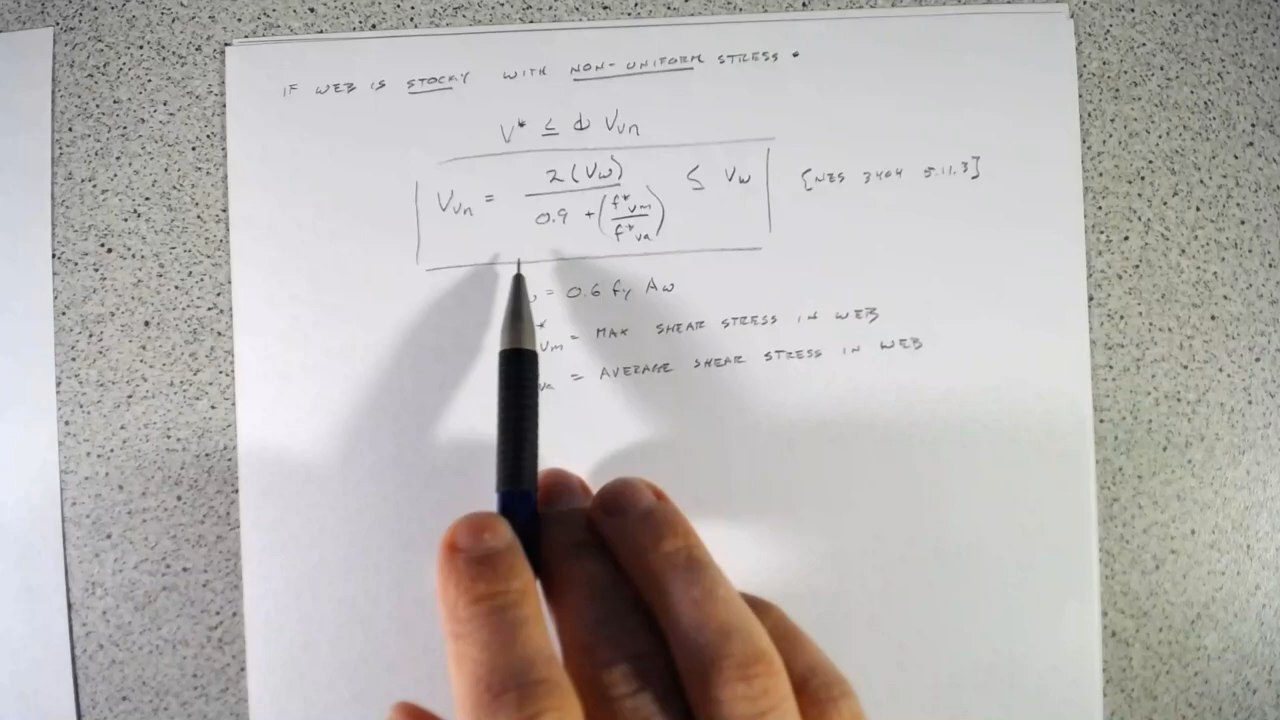 IF WEB IS STOCKY WITH NON-UNIFORM STRESS •
V* ≤ ф Vvn
Vvn = 2(Vw) / 0.9 + (f*vm / f*va) ≤ Vw [NZS 3404 5.11.3]
w = 0.6 fy Aw
*vm = MAX SHEAR STRESS IN WEB
va = AVERAGE SHEAR STRESS IN WEB